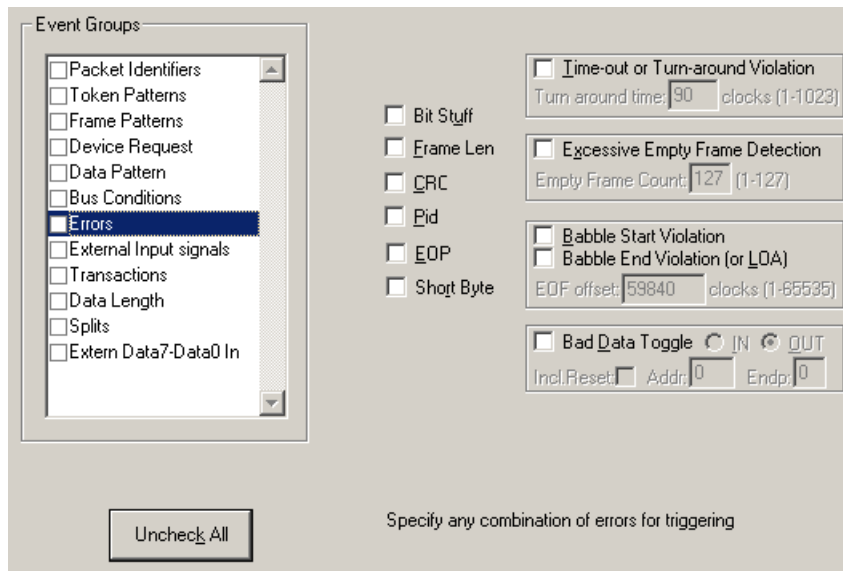 Event Groups
Packet Identifiers
Token Patterns
Frame Patterns
Device Request
Data Pattern
Bus Conditions
Errors
External Input signals
Transactions
Data Length
Splits
Extern Data7-Data0 In
Uncheck All
Bit Stuff
Frame Len
CRC
Pid
EOP
Short Byte
Time-out or Turn-around Violation
Turn around time: 90 clocks (1-1023)
Excessive Empty Frame Detection
Empty Frame Count: 127 (1-127)
Babble Start Violation
Babble End Violation (or LOA)
EOF offset: 59840 clocks (1-65535)
Bad Data Toggle IN OUT
Incl.Reset: Addr: 0 Endp: 0
Specify any combination of errors for triggering